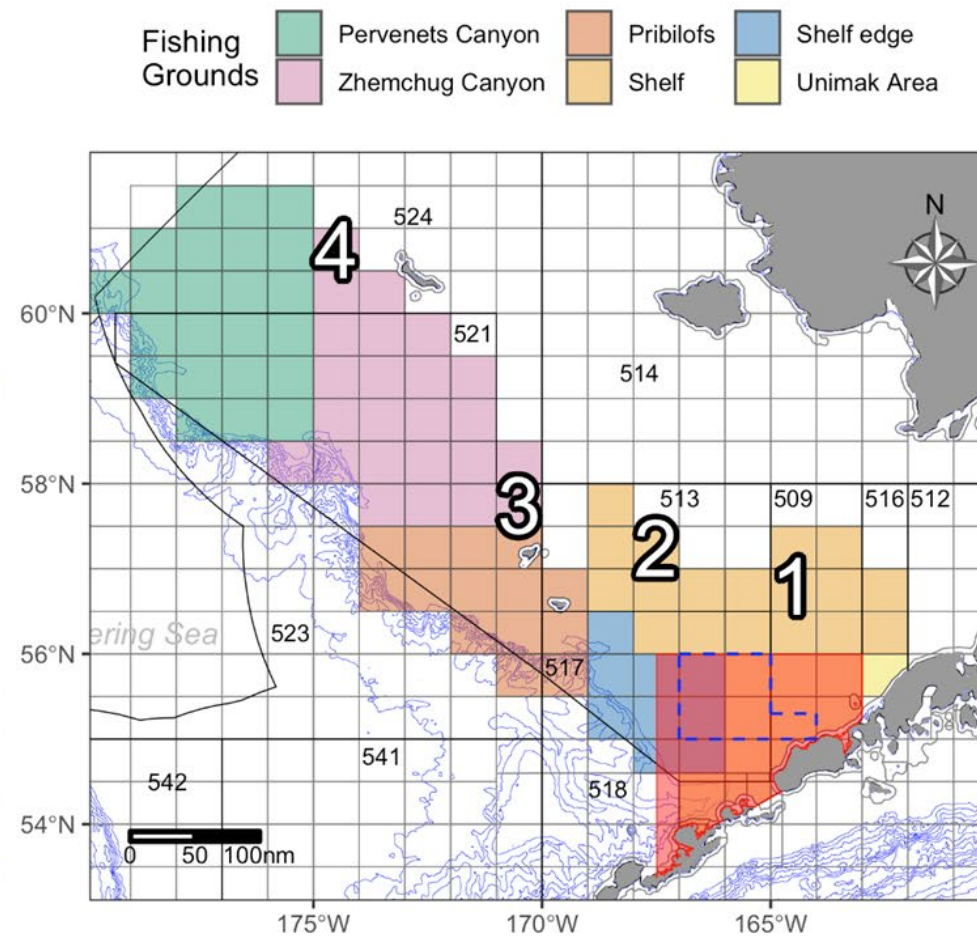 Fishing
Grounds
Pervenets Canyon
Pribilofs
Shelf edge
Zhemchug Canyon
Shelf
Unimak Area
N
524
4
60°N
521
514
58°N
3
513
509
516
512
2
1
ering Sea
523
56°N
517
541
542
518
54°N
0 50 100nm
175°W
170°W
165°W